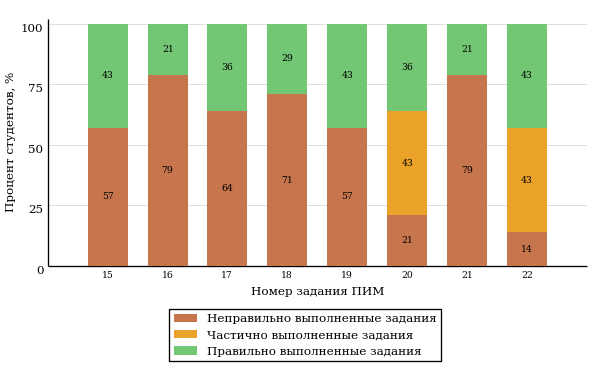 Процент студентов, %
100
75
50
25
0
43 21 36 29 43 36 21 43
43 43
57 79 64 71 57 21 79 14
15 16 17 18 19 20 21 22
Номер задания ПИМ
Неправильно выполненные задания
Частично выполненные задания
Правильно выполненные задания